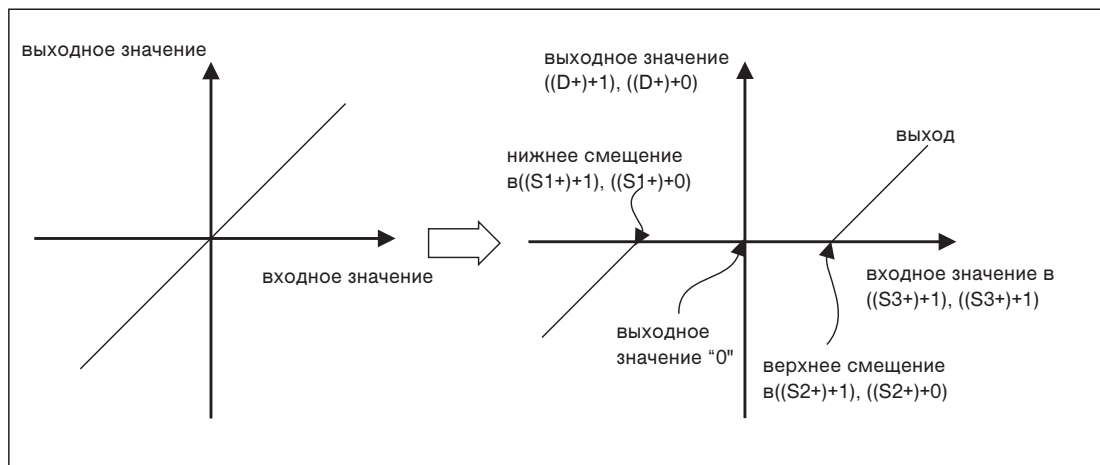 выходное значение
входное значение
выходное значение
((D+)+1), ((D+)+0)
выход
нижнее смещение
в((S1+)+1), ((S1+)+0)
входное значение в
((S3+)+1), ((S3+)+1)
выходное
значение “0"
верхнее смещение
в((S2+)+1), ((S2+)+0)